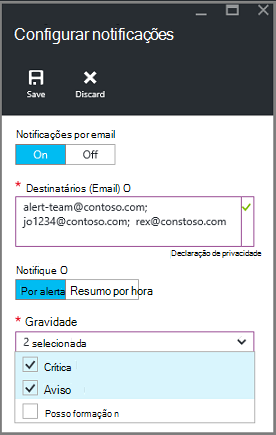 Configurar notificações
Save
Discard
Notificações por email
On
Off
* Destinatários (Email) O
alert-team@contoso.com;
jo1234@contoso.com; rex@constoso.com
Declaração de privacidade
Notifique O
Por alerta
Resumo por hora
* Gravidade
2 selecionada
Crítica
Aviso
Posso formação n